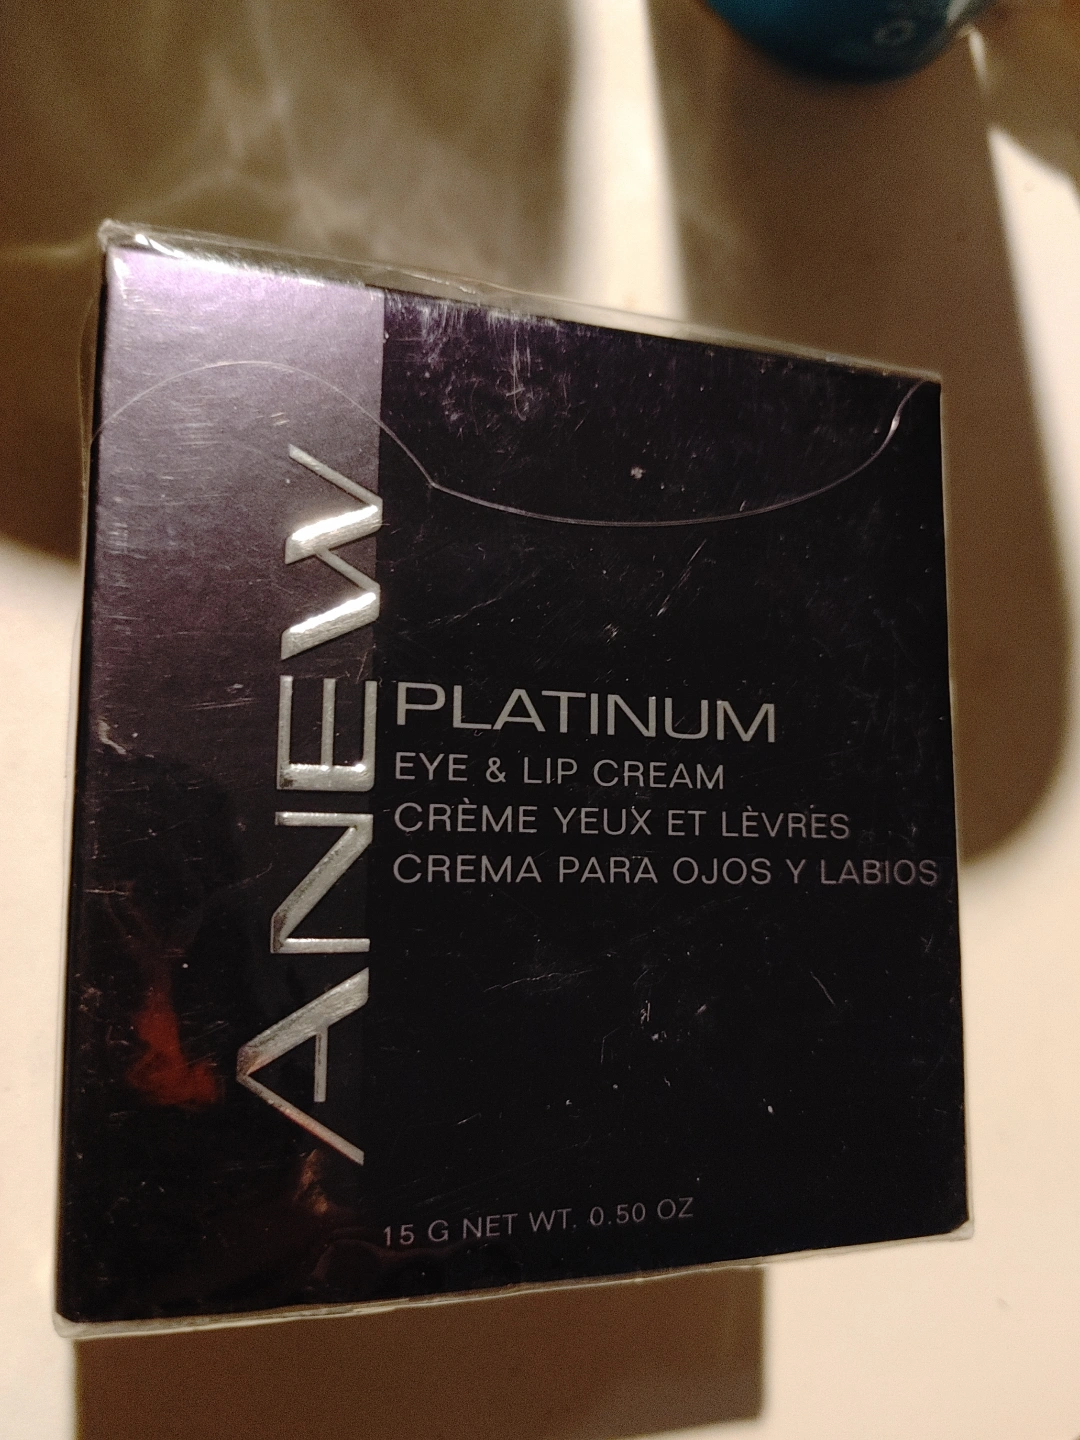 ANEW
PLATINUM
EYE & LIP CREAM
CRÈME YEUX ET LÈVRES
CREMA PARA OJOS Y LABIOS
15 G NET WT. 0.50 OZ